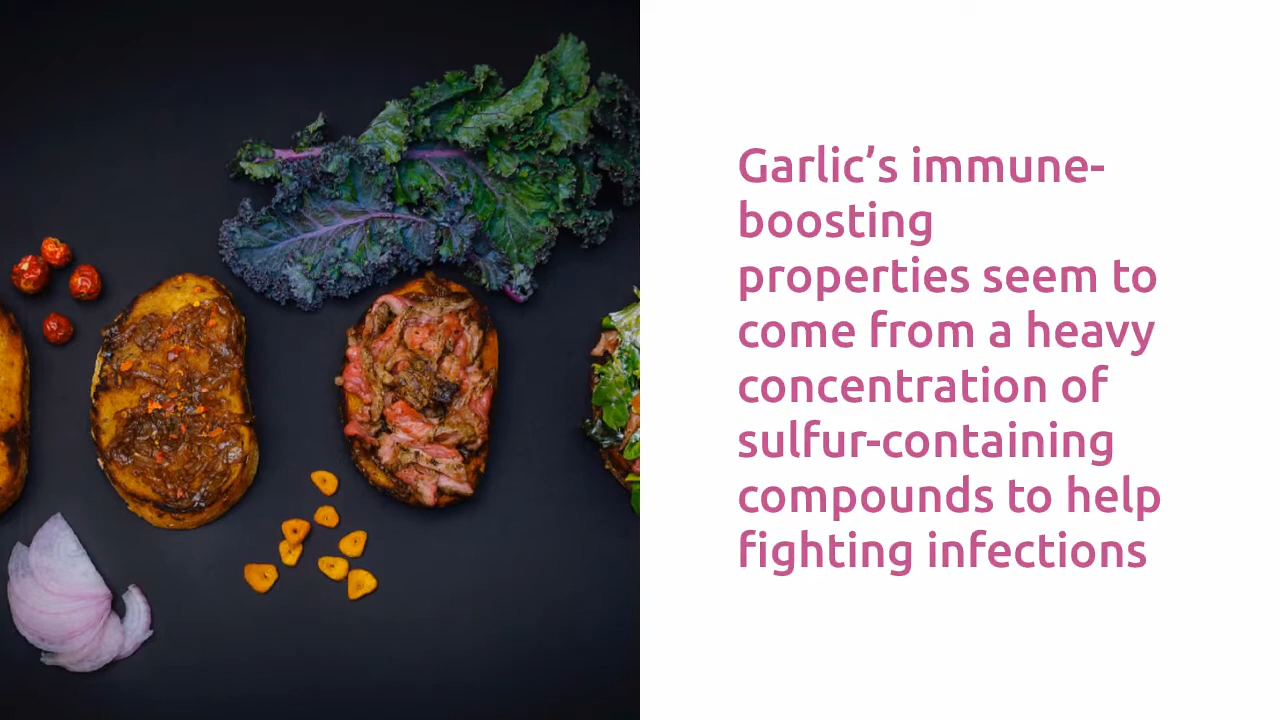 Garlic’s immune-
boosting
properties seem to
come from a heavy
concentration of
sulfur-containing
compounds to help
fighting infections